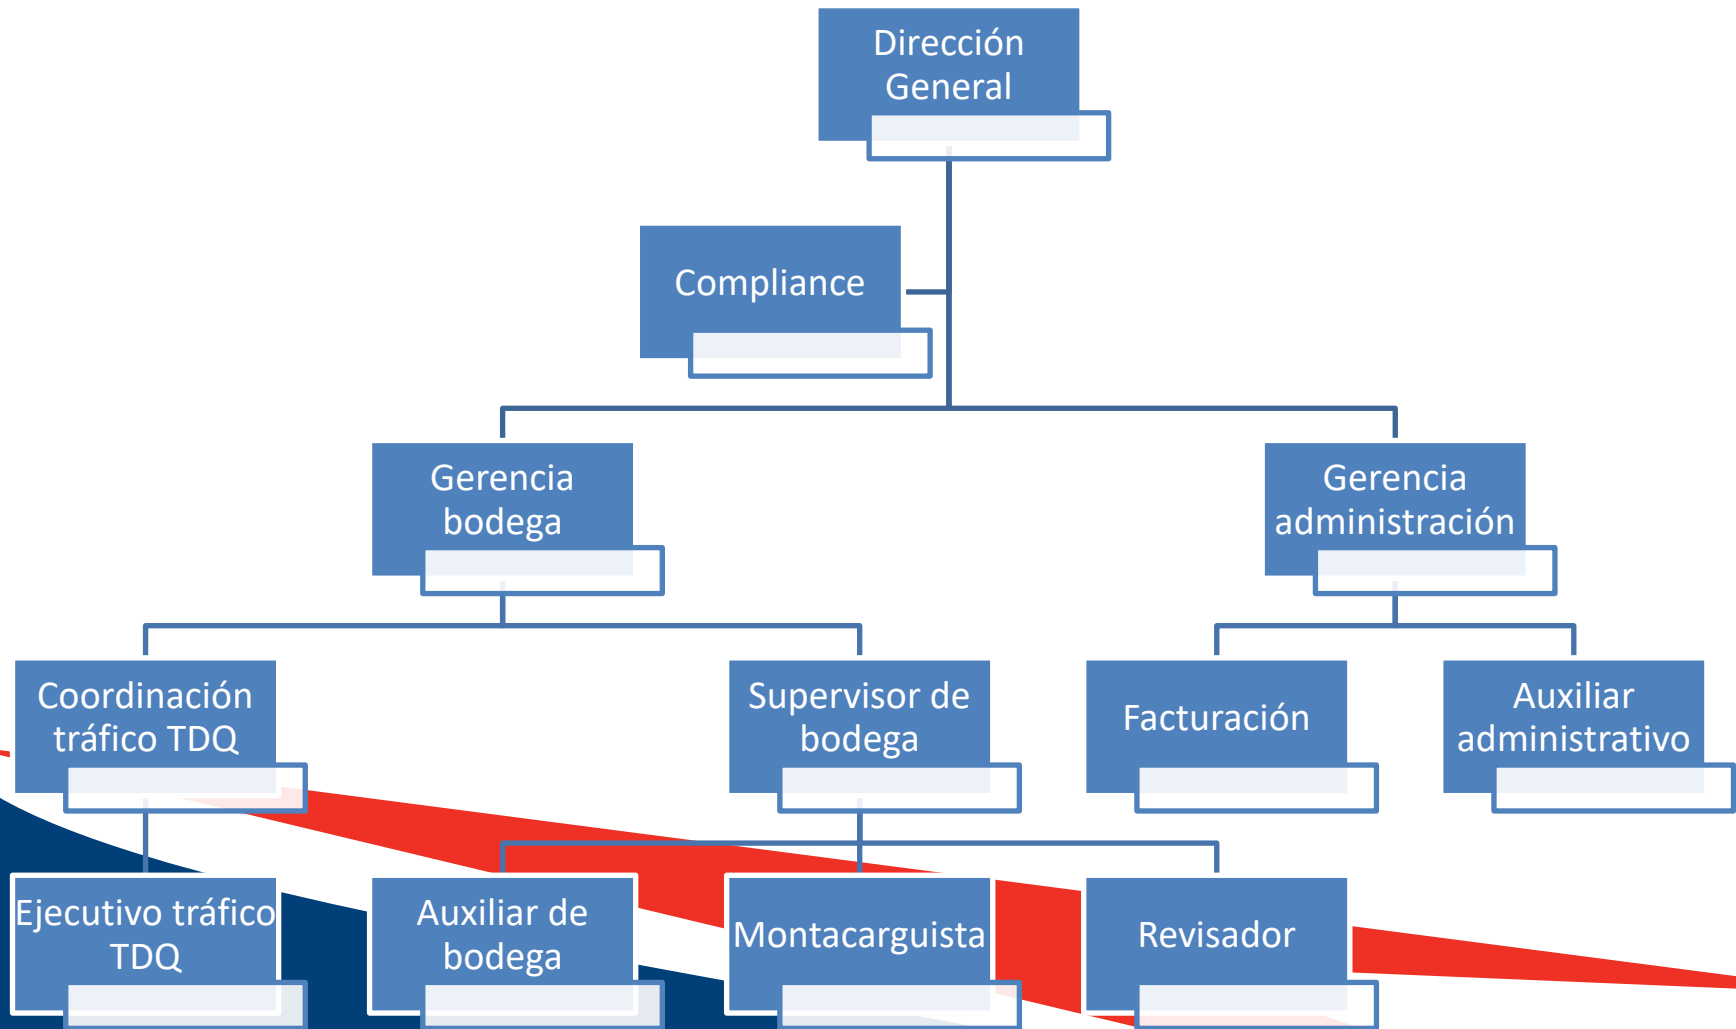 Dirección
General
Compliance
Gerencia
bodega
Gerencia
administración
Coordinación
tráfico TDQ
Supervisor de
bodega
Facturación
Auxiliar
administrativo
Ejecutivo tráfico
TDQ
Auxiliar de
bodega
Montacarguista
Revisador